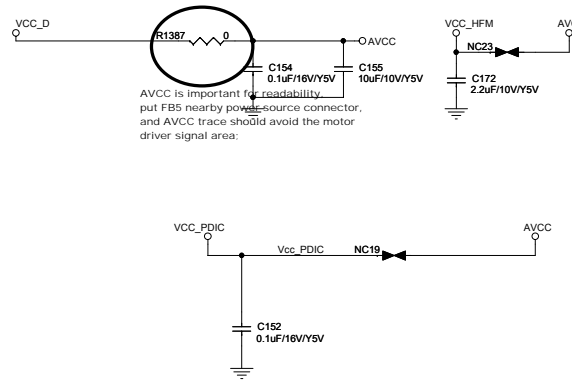 VCC_D
R1387 0
AVCC
C154
0.1uF/16V/Y5V
C155
10uF/10V/Y5V
AVCC is important for readability,
put FB5 nearby power source connector,
and AVCC trace should avoid the motor
driver signal area;
VCC_HFM
NC23
C172
2.2uF/10V/Y5V
VCC_PDIC
Vcc_PDIC
NC19
AVCC
C152
0.1uF/16V/Y5V